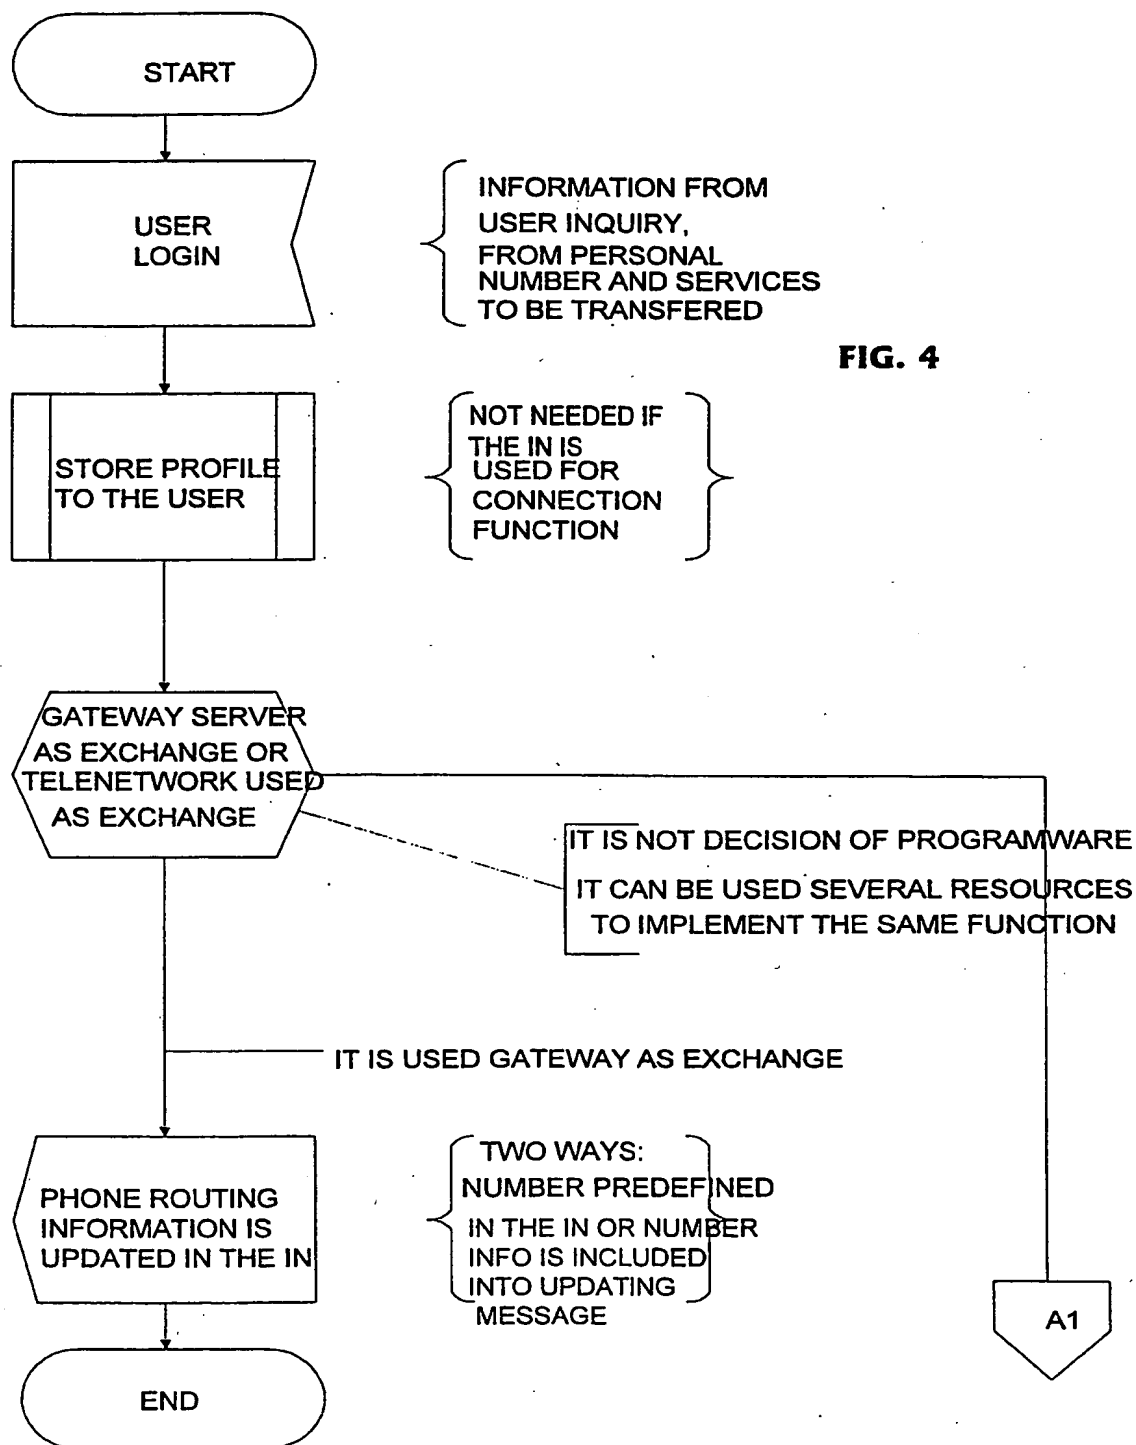 START
USER
LOGIN
INFORMATION FROM
USER INQUIRY,
FROM PERSONAL
NUMBER AND SERVICES
TO BE TRANSFERED
FIG. 4
STORE PROFILE
TO THE USER
NOT NEEDED IF
THE IN IS
USED FOR
CONNECTION
FUNCTION
GATEWAY SERVER
AS EXCHANGE OR
TELENETWORK USED
AS EXCHANGE
IT IS NOT DECISION OF PROGRAMWARE
IT CAN BE USED SEVERAL RESOURCES
TO IMPLEMENT THE SAME FUNCTION
IT IS USED GATEWAY AS EXCHANGE
PHONE ROUTING
INFORMATION IS
UPDATED IN THE IN
TWO WAYS:
NUMBER PREDEFINED
IN THE IN OR NUMBER
INFO IS INCLUDED
INTO UPDATING
MESSAGE
A1
END